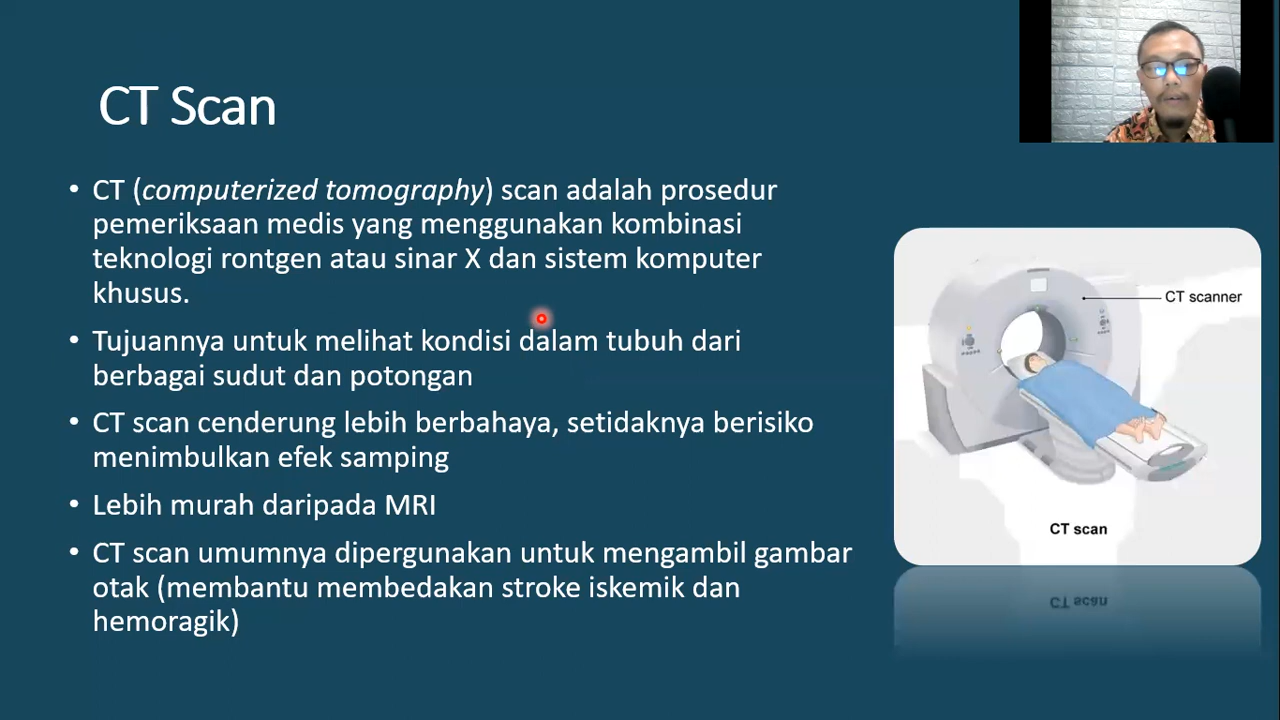 CT Scan
• CT (computerized tomography) scan adalah prosedur
pemeriksaan medis yang menggunakan kombinasi
teknologi rontgen atau sinar X dan sistem komputer
khusus.
• Tujuannya untuk melihat kondisi dalam tubuh dari
berbagai sudut dan potongan
• CT scan cenderung lebih berbahaya, setidaknya berisiko
menimbulkan efek samping
• Lebih murah daripada MRI
• CT scan umumnya dipergunakan untuk mengambil gambar
otak (membantu membedakan stroke iskemik dan
hemoragik)
CT scanner
CT scan